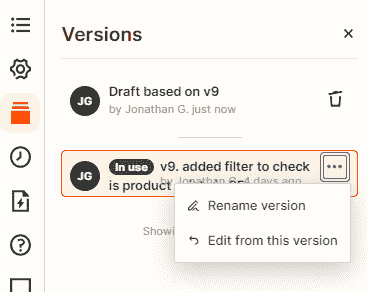 Versions
JG
Draft based on v9
by Jonathan G. just now
JG
In use v9. added filter to check
is product
by Jonathan G. 4 days ago
Rename version
Showi
Edit from this version